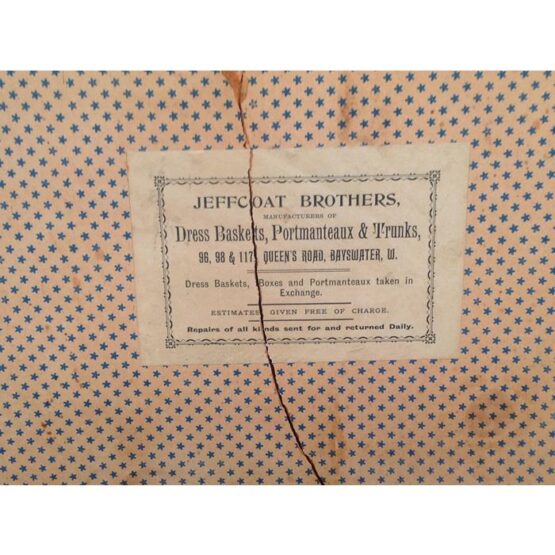 JEFFCOAT BROTHERS,
MANUFACTURERS OF
Dress Baskets, Portmanteaux & Trunks,
96, 98 & 117, QUEEN'S ROAD, BAYSWATER, W.
Dress Baskets, Boxes and Portmanteaux taken in
Exchange.
ESTIMATES GIVEN FREE OF CHARGE.
Repairs of all kinds sent for and returned Daily.